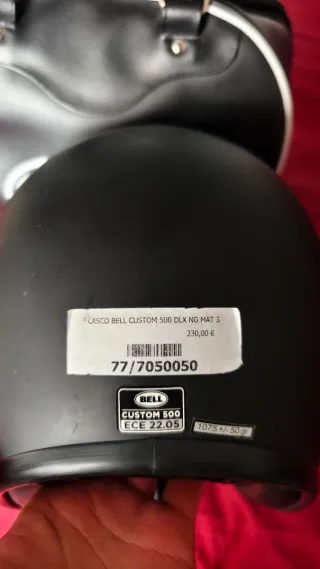 CASCO BELL CUSTOM 500 DLX NG MAT S
230,00 €
77/7050050
BELL
CUSTOM 500
ECE 22.05
1075 +/- 50 gr